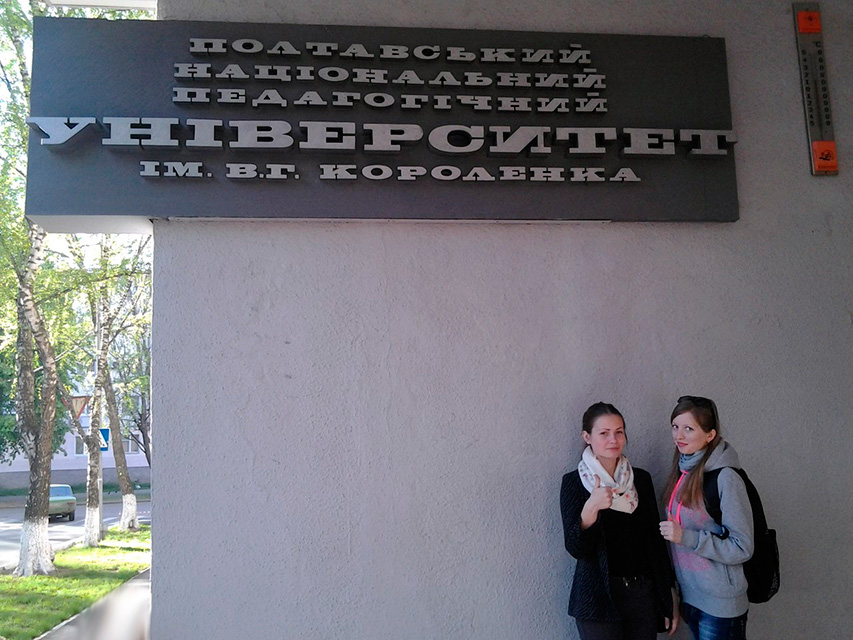 ПОЛТАВСЬКИЙ
НАЦІОНАЛЬНИЙ
ПЕДАГОГІЧНИЙ
УНІВЕРСИТЕТ
ІМ. В.Г. КОРОЛЕНКА